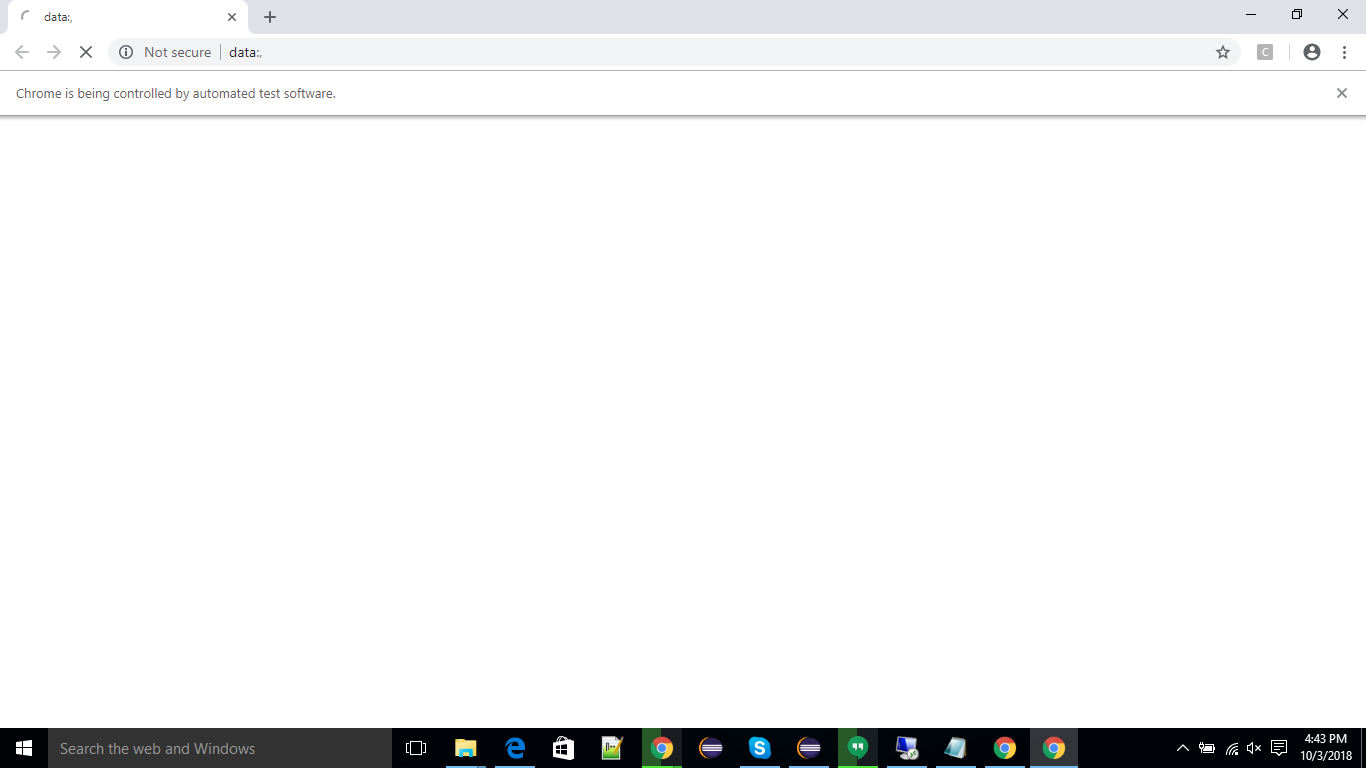 data:,
Not secure data:,
C
Chrome is being controlled by automated test software.
Search the web and Windows
4:43 PM
10/3/2018